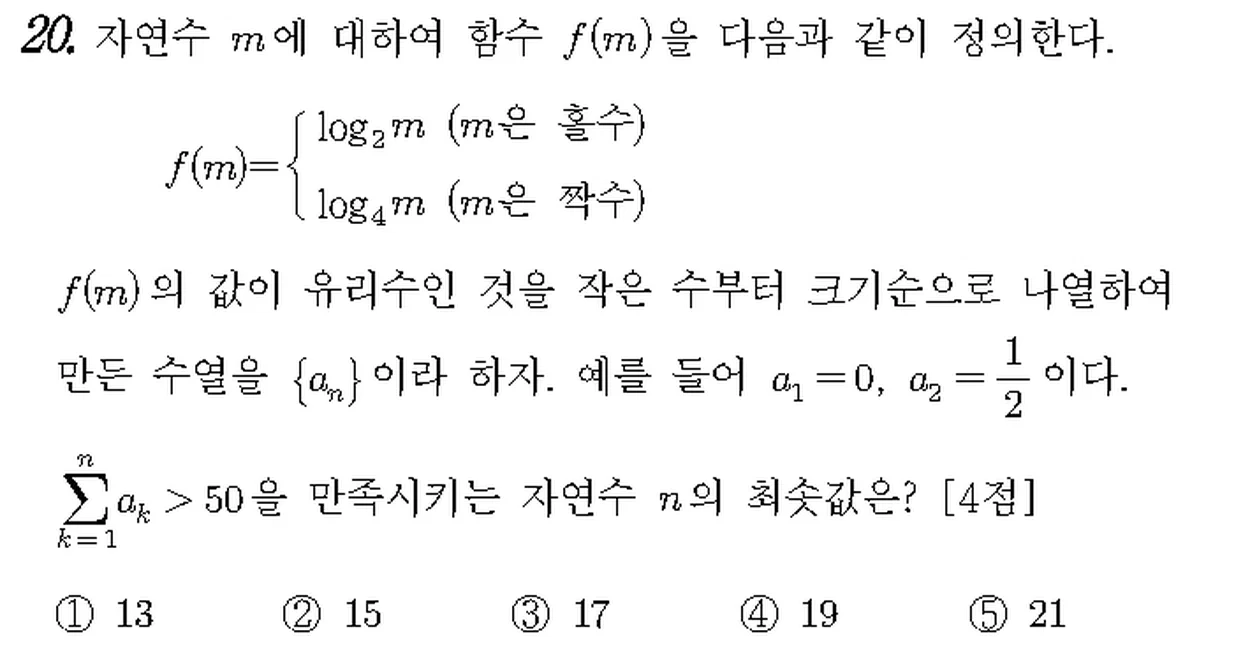 20. 자연수 m에 대하여 함수 f(m)을 다음과 같이 정의한다.
f(m)= { log₂m (m은 홀수)
log₄m (m은 짝수)
f(m)의 값이 유리수인 것을 작은 수부터 크기순으로 나열하여
만든 수열을 {aₙ}이라 하자. 예를 들어 a₁=0, a₂=1/2 이다.
∑_{k=1}^{n} aₖ > 50을 만족시키는 자연수 n의 최솟값은? [4점]
① 13 ② 15 ③ 17 ④ 19 ⑤ 21